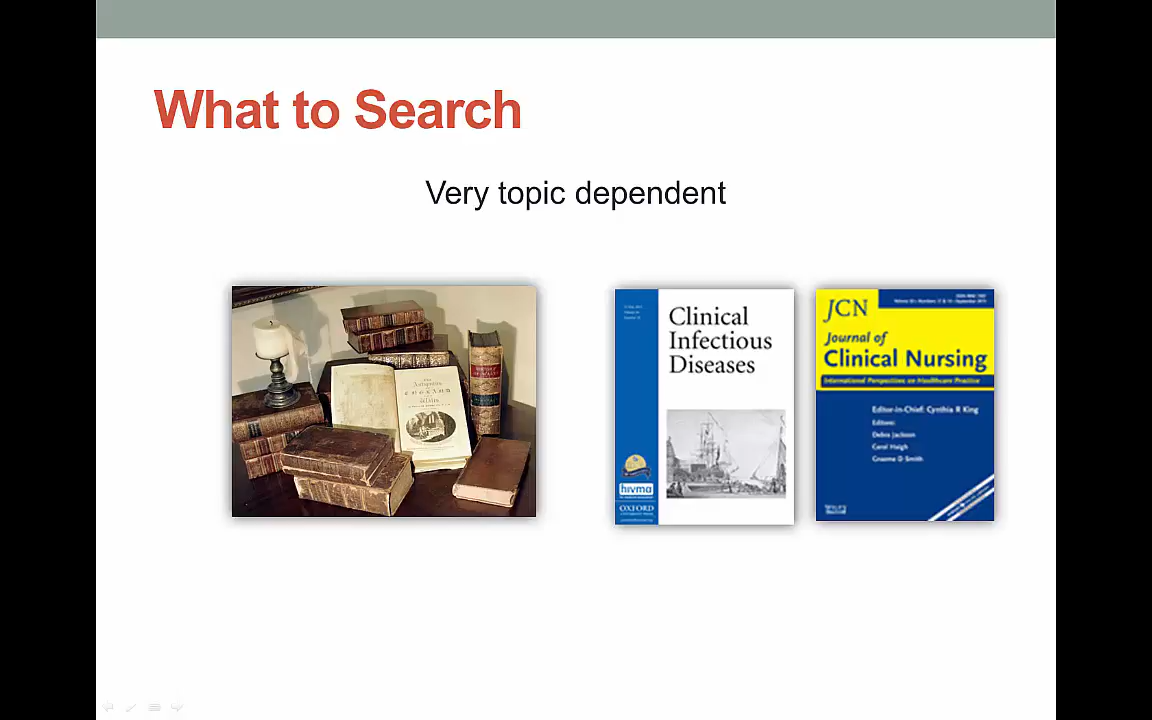 What to Search
Very topic dependent
Clinical
Infectious
Diseases
hivma
OXFORD
JCN
Journal of
Clinical Nursing
International Perspectives on Healthcare Practice
Editor-in-Chief: Cynthia R King
Editors:
Debra Jackson
Carol Haigh
Graeme D Smith